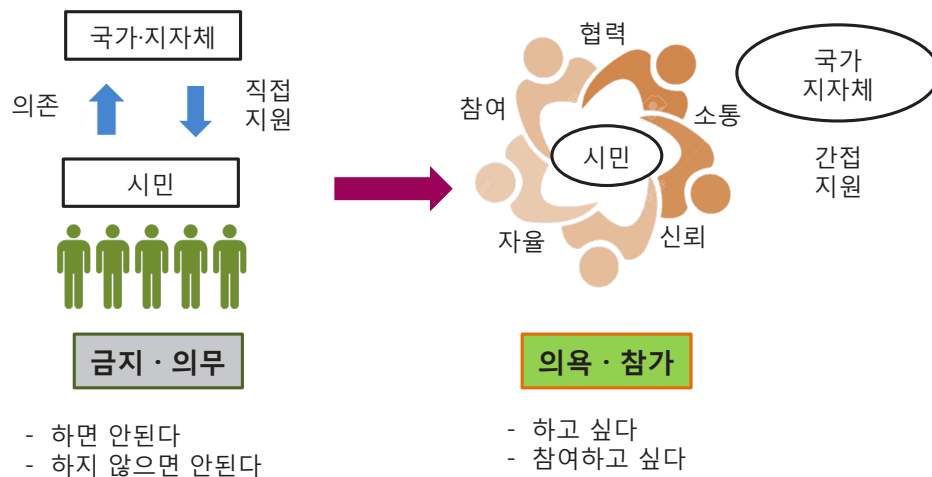 국가·지자체
의존
직접
지원
시민
금지 · 의무
- 하면 안된다
- 하지 않으면 안된다
협력
참여
소통
시민
자율
신뢰
국가
지자체
간접
지원
의욕 · 참가
- 하고 싶다
- 참여하고 싶다